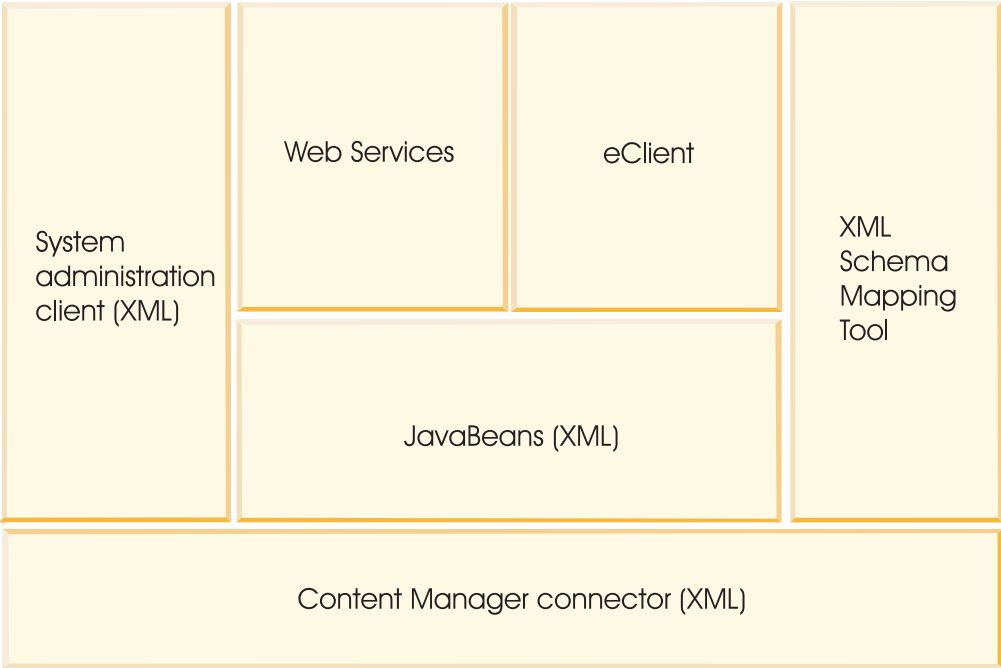 Web Services
eClient
System
administration
client (XML)
XML
Schema
Mapping
Tool
JavaBeans (XML)
Content Manager connector (XML)